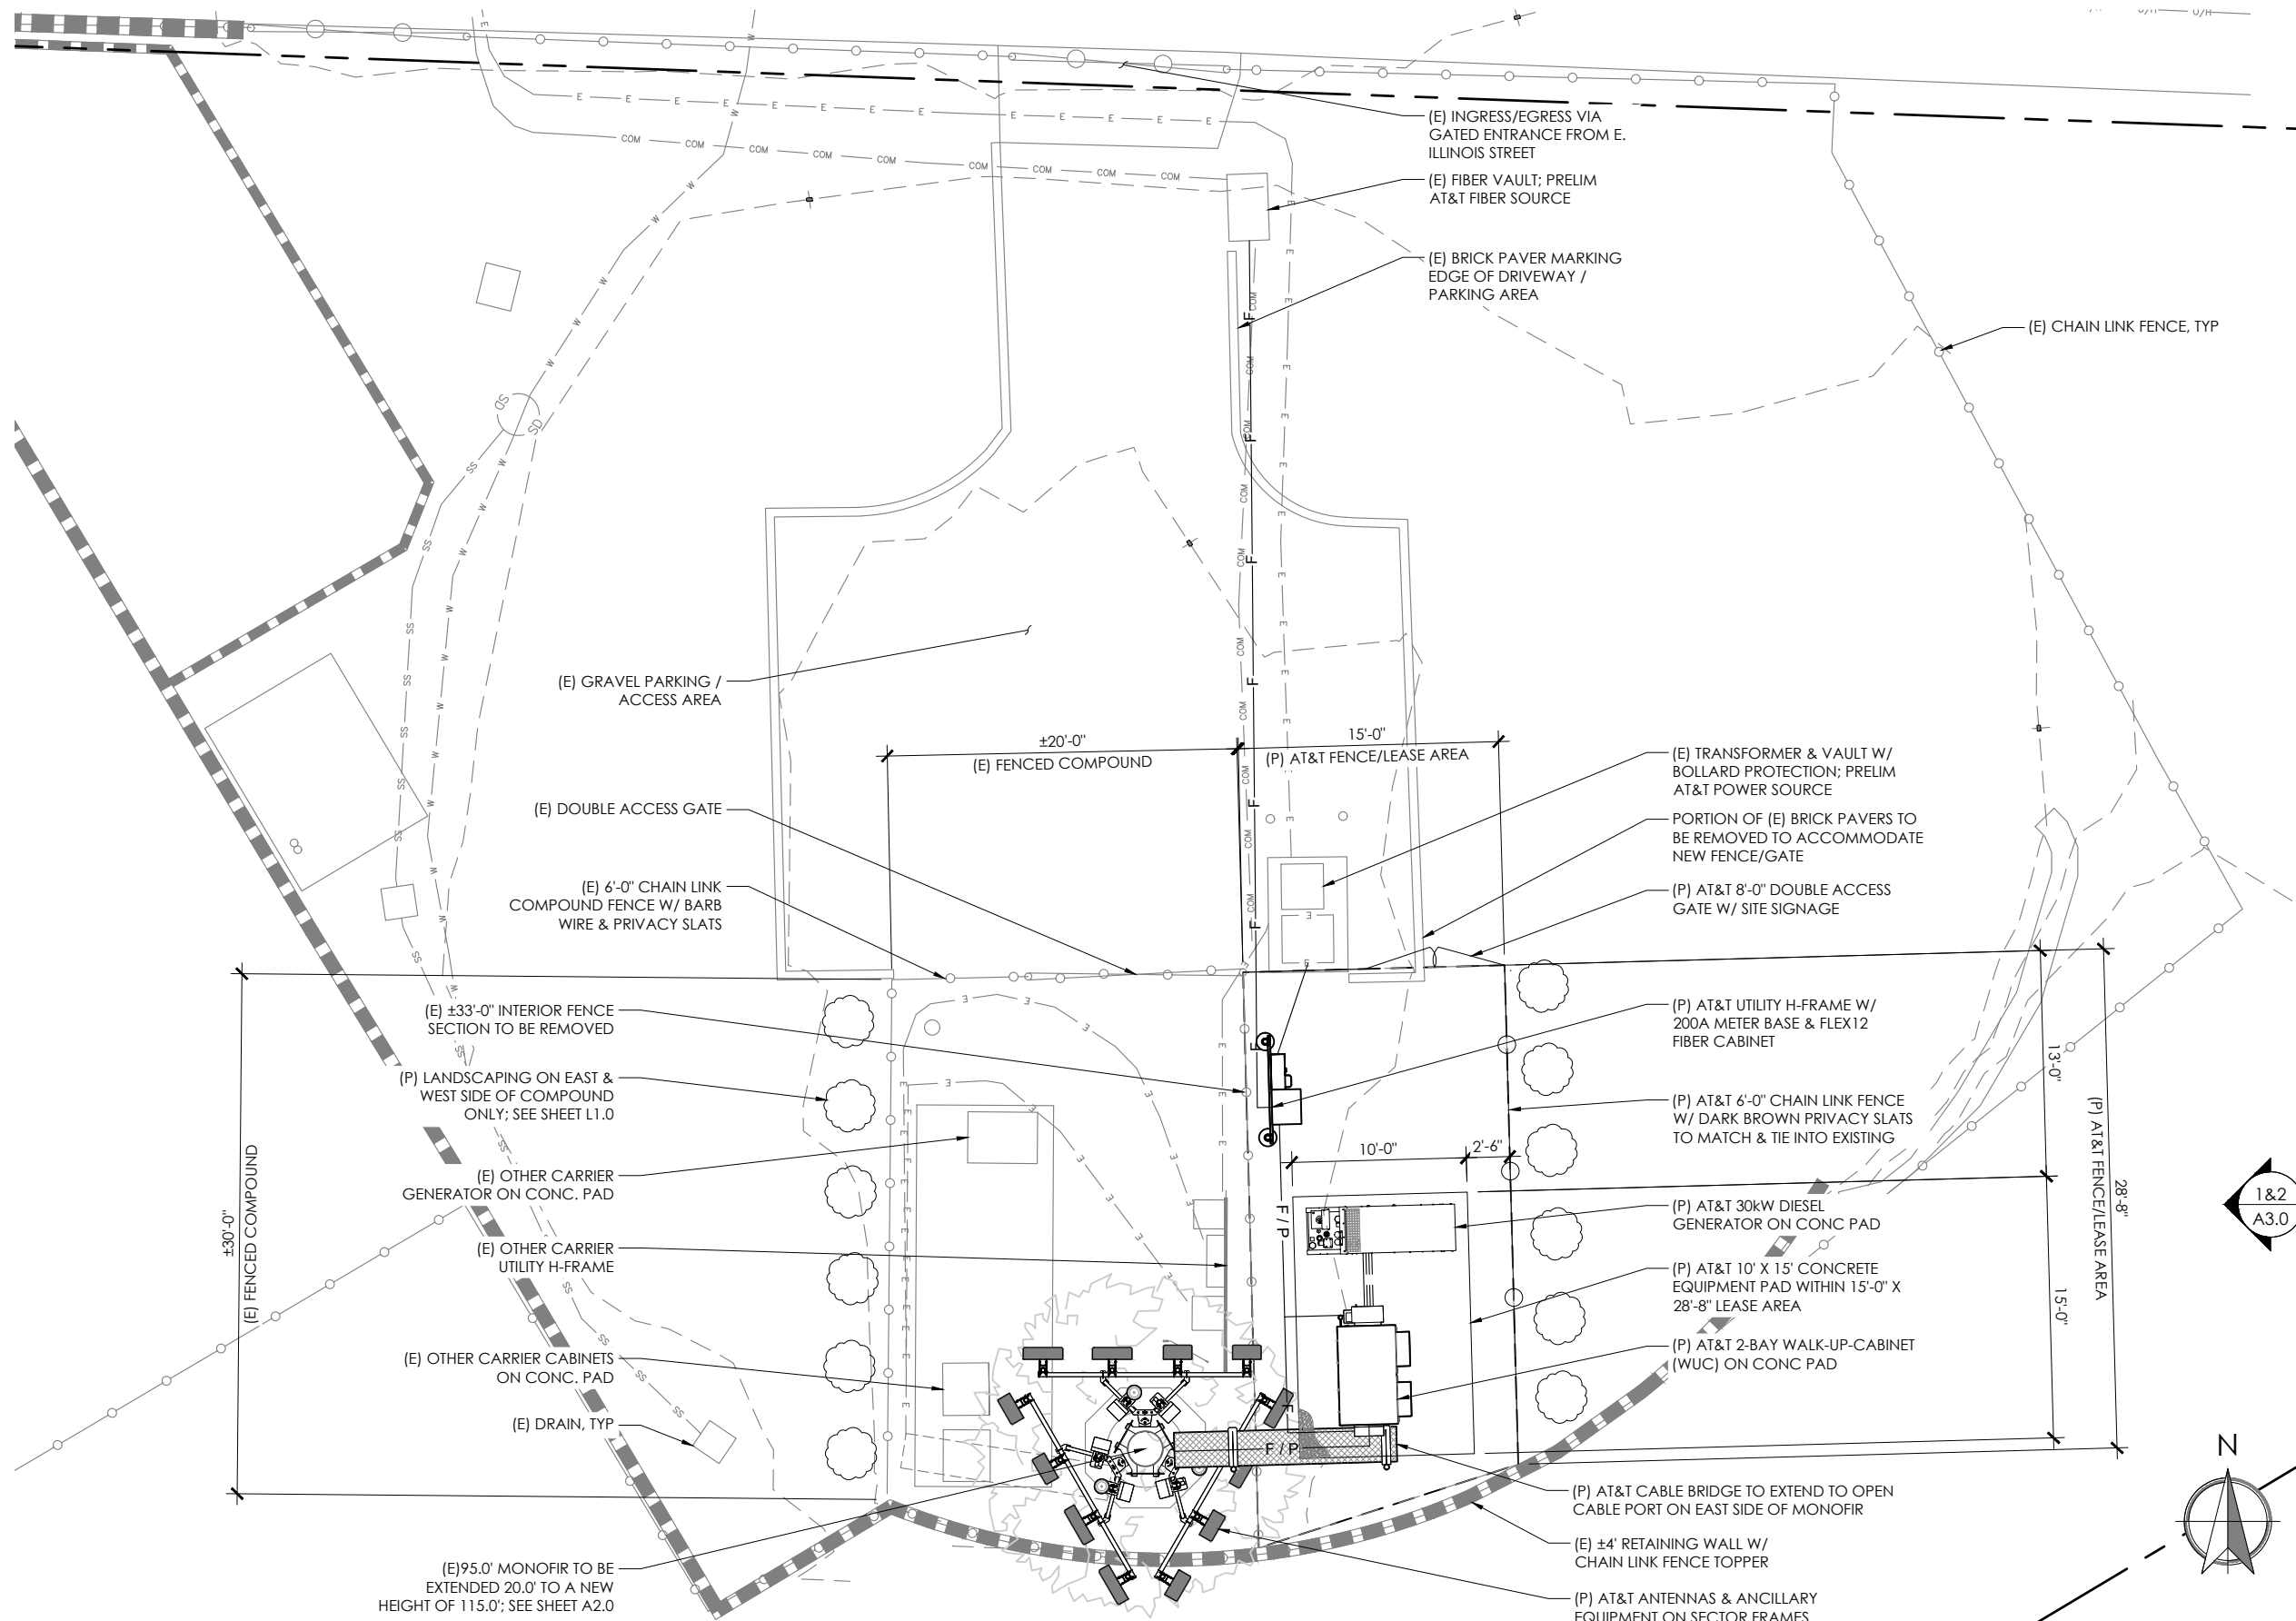 O/H
(E) INGRESS/EGRESS VIA
GATED ENTRANCE FROM E.
ILLINOIS STREET
(E) FIBER VAULT; PRELIM
AT&T FIBER SOURCE
(E) BRICK PAVER MARKING
EDGE OF DRIVEWAY /
PARKING AREA
(E) CHAIN LINK FENCE, TYP
(E) GRAVEL PARKING /
ACCESS AREA
±20'-0"
(E) FENCED COMPOUND
15'-0"
(P) AT&T FENCE/LEASE AREA
(E) TRANSFORMER & VAULT W/
BOLLARD PROTECTION; PRELIM
AT&T POWER SOURCE
(E) DOUBLE ACCESS GATE
PORTION OF (E) BRICK PAVERS TO
BE REMOVED TO ACCOMMODATE
NEW FENCE/GATE
(E) 6'-0" CHAIN LINK
COMPOUND FENCE W/ BARB
WIRE & PRIVACY SLATS
(P) AT&T 8'-0" DOUBLE ACCESS
GATE W/ SITE SIGNAGE
(E) ±33'-0" INTERIOR FENCE
SECTION TO BE REMOVED
(P) AT&T UTILITY H-FRAME W/
200A METER BASE & FLEX12
FIBER CABINET
(P) LANDSCAPING ON EAST &
WEST SIDE OF COMPOUND
ONLY; SEE SHEET L1.0
(P) AT&T 6'-0" CHAIN LINK FENCE
W/ DARK BROWN PRIVACY SLATS
TO MATCH & TIE INTO EXISTING
13'-0"
10'-0"
2'-6"
(E) OTHER CARRIER
GENERATOR ON CONC. PAD
±30'-0"
(E) FENCED COMPOUND
(P) AT&T 30kW DIESEL
GENERATOR ON CONC PAD
28'-8"
(P) AT&T FENCE/LEASE AREA
1&2
A3.0
(E) OTHER CARRIER
UTILITY H-FRAME
F / P
(P) AT&T 10' X 15' CONCRETE
EQUIPMENT PAD WITHIN 15'-0" X
28'-8" LEASE AREA
15'-0"
(E) OTHER CARRIER CABINETS
ON CONC. PAD
(P) AT&T 2-BAY WALK-UP-CABINET
(WUC) ON CONC PAD
(E) DRAIN, TYP
F / P
N
(P) AT&T CABLE BRIDGE TO EXTEND TO OPEN
CABLE PORT ON EAST SIDE OF MONOFIR
(E) ±4' RETAINING WALL W/
CHAIN LINK FENCE TOPPER
(E)95.0' MONOFIR TO BE
EXTENDED 20.0' TO A NEW
HEIGHT OF 115.0'; SEE SHEET A2.0
(P) AT&T ANTENNAS & ANCILLARY
EQUIPMENT ON SECTOR FRAMES